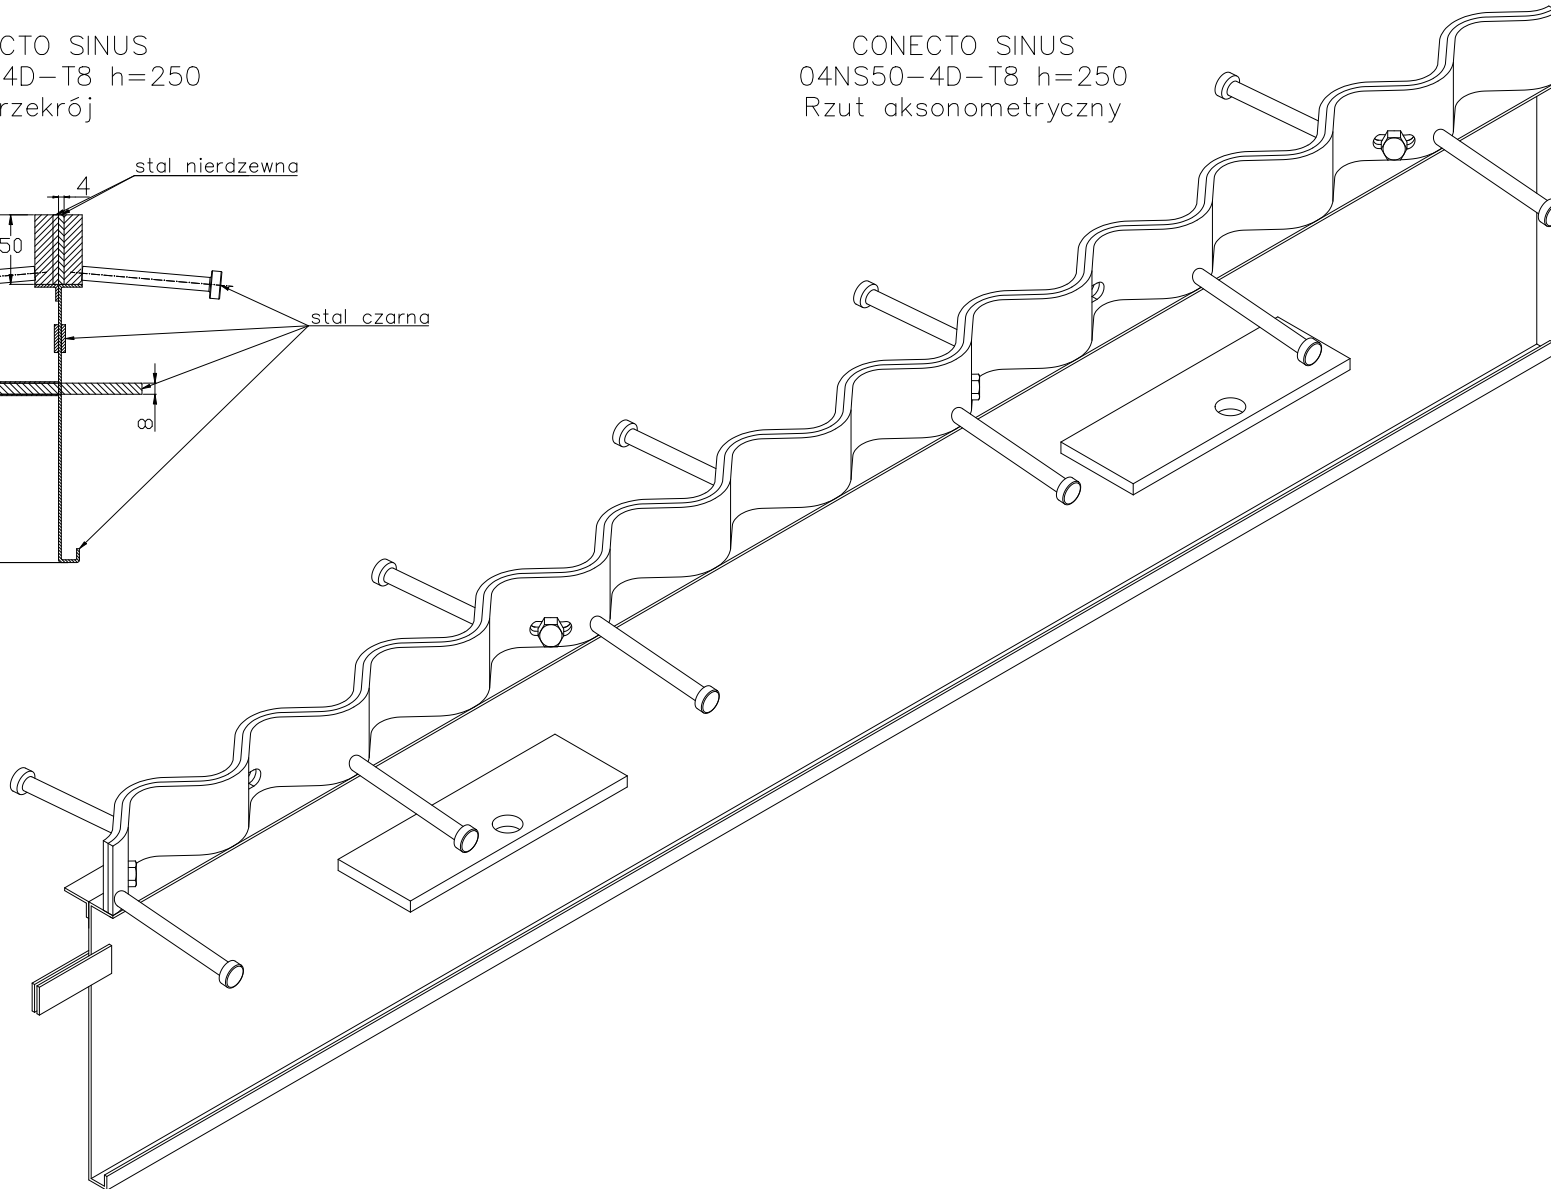 CTO SINUS
4D-T8 h=250
rzekrój
stal nierdzewna
4
50
stal czarna
8
CONECTO SINUS
04NS50-4D-T8 h=250
Rzut aksonometryczny